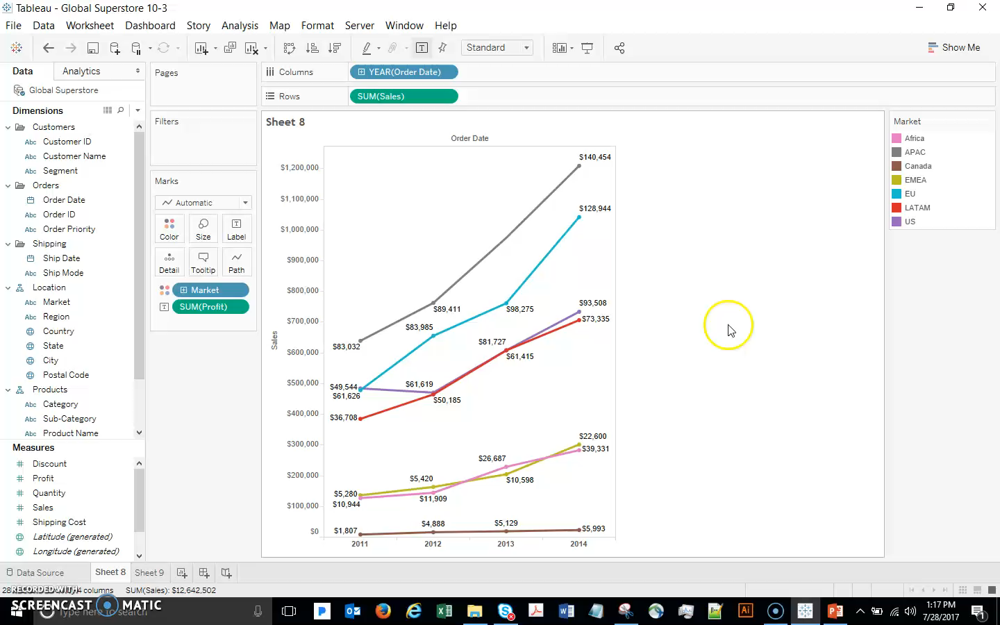 Tableau - Global Superstore 10-3
File Data Worksheet Dashboard Story Analysis Map Format Server Window Help
Standard
Show Me
Data Analytics
Global Superstore
Dimensions
Customers
Abc Customer ID
Abc Customer Name
Abc Segment
Orders
Order Date
Abc Order ID
Abc Order Priority
Shipping
Ship Date
Abc Ship Mode
Location
Abc Market
Abc Region
Country
State
City
Postal Code
Products
Abc Category
Abc Sub-Category
Abc Product Name
Measures
# Discount
# Profit
# Quantity
# Sales
# Shipping Cost
Latitude (generated)
Longitude (generated)
Pages
Filters
Marks
Automatic
Color Size Label
Detail Tooltip Path
Market
SUM(Profit)
Columns YEAR(Order Date)
Rows SUM(Sales)
Sheet 8
Order Date
Sales
$1,200,000
$1,100,000
$1,000,000
$900,000
$800,000
$700,000
$600,000
$500,000
$400,000
$300,000
$200,000
$100,000
$0
$140,454
$128,944
$93,508
$89,411
$98,275
$73,335
$83,985
$83,032
$81,727
$61,415
$49,544
$61,619
$61,626
$50,185
$36,708
$22,600
$39,331
$26,687
$5,420
$10,598
$5,280
$11,909
$10,944
$4,888
$5,129
$5,993
$1,807
2011 2012 2013 2014
Market
Africa
APAC
Canada
EMEA
EU
LATAM
US
Data Source Sheet 8 Sheet 9
columns SUM(Sales): $12,642,502
RECORDED WITH
SCREENCAST MATIC
Type here to search
1:17 PM
7/28/2017